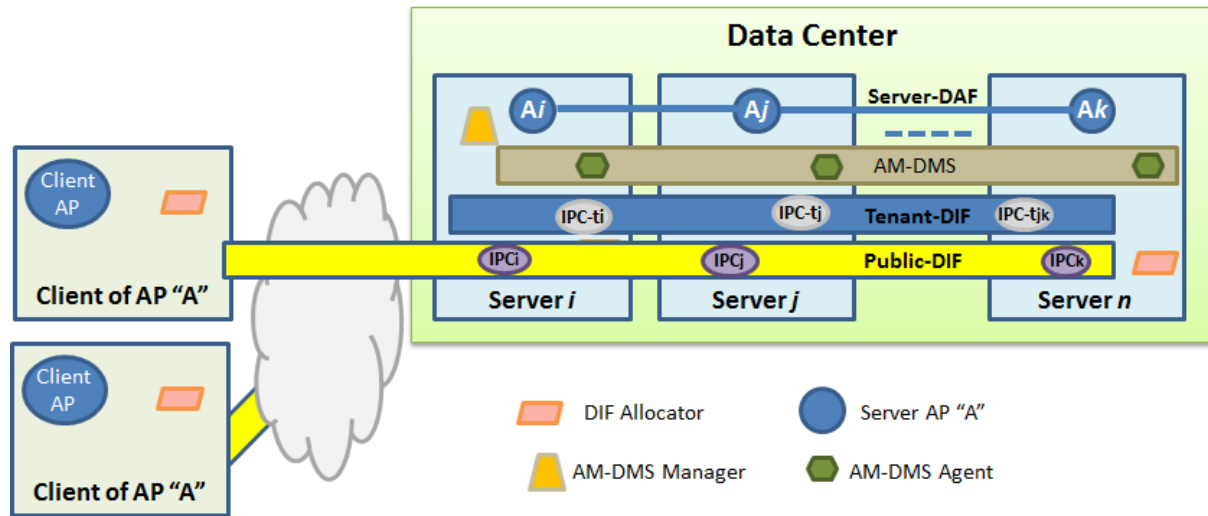 Data Center
Ai
Aj
Server-DAF
Ak
AM-DMS
IPC-ti
IPC-tj
Tenant-DIF
IPC-tjk
IPCi
IPCj
Public-DIF
IPCk
Server i
Server j
Server n
Client
AP
Client of AP “A”
Client
AP
Client of AP “A”
DIF Allocator
Server AP “A”
AM-DMS Manager
AM-DMS Agent